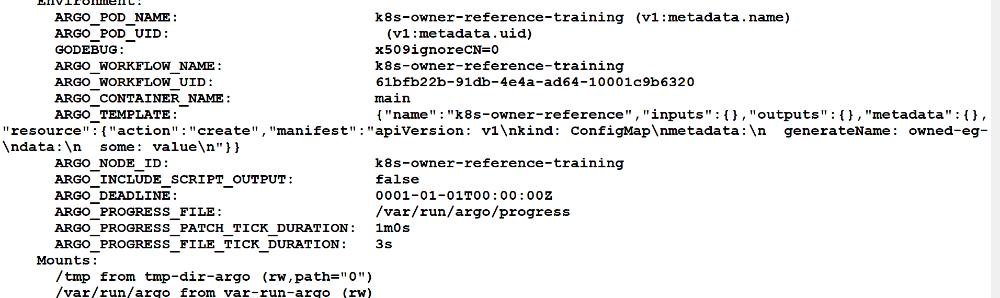 Environment:
ARGO_POD_NAME: k8s-owner-reference-training (v1:metadata.name)
ARGO_POD_UID: (v1:metadata.uid)
GODEBUG: x509ignoreCN=0
ARGO_WORKFLOW_NAME: k8s-owner-reference-training
ARGO_WORKFLOW_UID: 61bfb22b-91db-4e4a-ad64-10001c9b6320
ARGO_CONTAINER_NAME: main
ARGO_TEMPLATE: {"name":"k8s-owner-reference","inputs":{},"outputs":{},"metadata":{},
"resource":{"action":"create","manifest":"apiVersion: v1\nkind: ConfigMap\nmetadata:\n  generateName: owned-eg-
\ndata:\n  some: value\n"}}
ARGO_NODE_ID: k8s-owner-reference-training
ARGO_INCLUDE_SCRIPT_OUTPUT: false
ARGO_DEADLINE: 0001-01-01T00:00:00Z
ARGO_PROGRESS_FILE: /var/run/argo/progress
ARGO_PROGRESS_PATCH_TICK_DURATION: 1m0s
ARGO_PROGRESS_FILE_TICK_DURATION: 3s
Mounts:
/tmp from tmp-dir-argo (rw,path="0")
/var/run/argo from var-run-argo (rw)